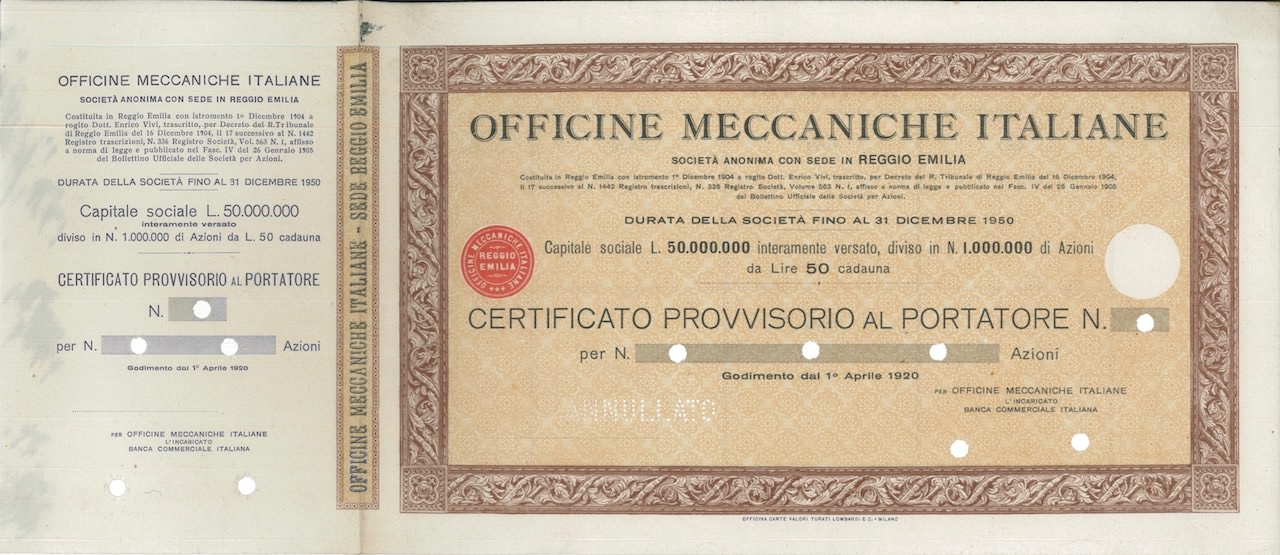 OFFICINE MECCANICHE ITALIANE
SOCIETÀ ANONIMA CON SEDE IN REGGIO EMILIA
Costituita in Reggio Emilia con istromento 1º Dicembre 1904 a
rogito Dott. Enrico Vivi, trascritto, per Decreto del R. Tribunale
di Reggio Emilia del 16 Dicembre 1904, il 17 successivo al N. 1442
Registro trascrizioni, N. 336 Registro Società, Vol. 563 N. 1, affisso
a norma di legge e pubblicato nel Fasc. IV del 26 Gennaio 1905
del Bollettino Ufficiale delle Società per Azioni.
DURATA DELLA SOCIETÀ FINO AL 31 DICEMBRE 1950
Capitale sociale L. 50.000.000
interamente versato
diviso in N. 1.000.000 di Azioni da L. 50 cadauna
CERTIFICATO PROVVISORIO AL PORTATORE
N.
per N. Azioni
Godimento dal 1º Aprile 1920
PER OFFICINE MECCANICHE ITALIANE
L'INCARICATO
BANCA COMMERCIALE ITALIANA
OFFICINE MECCANICHE ITALIANE - SEDE REGGIO EMILIA
OFFICINE MECCANICHE ITALIANE
SOCIETÀ ANONIMA CON SEDE IN REGGIO EMILIA
Costituita in Reggio Emilia con istromento 1º Dicembre 1904 a rogito Dott. Enrico Vivi, trascritto, per Decreto del R. Tribunale di Reggio Emilia del 16 Dicembre 1904,
il 17 successivo al N. 1442 Registro trascrizioni, N. 336 Registro Società, Volume 563 N. 1, affisso a norma di legge e pubblicato nel Fasc. IV del 26 Gennaio 1905
del Bollettino Ufficiale delle Società per Azioni.
DURATA DELLA SOCIETÀ FINO AL 31 DICEMBRE 1950
Capitale sociale L. 50.000.000 interamente versato, diviso in N. 1.000.000 di Azioni
da Lire 50 cadauna
OFFICINE MECCANICHE ITALIANE
REGGIO
EMILIA
CERTIFICATO PROVVISORIO AL PORTATORE N.
per N. Azioni
Godimento dal 1º Aprile 1920
ANNULLATO
PER OFFICINE MECCANICHE ITALIANE
L'INCARICATO
BANCA COMMERCIALE ITALIANA
OFFICINA CARTE VALORI TURATI LOMBARDI E C. - MILANO